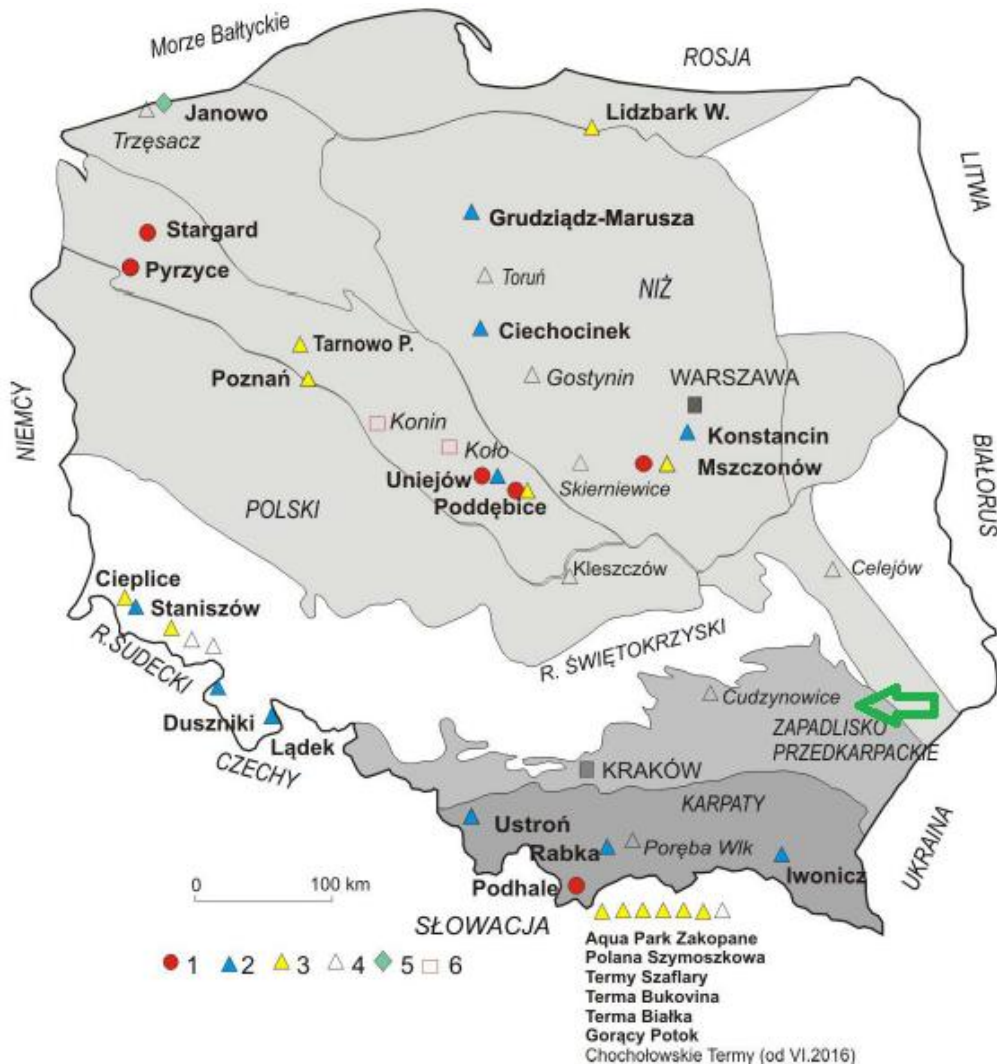 Morze Bałtyckie
ROSJA
Janowo
Trzęsacz
Lidzbark W.
LITWA
Grudziądz-Marusza
Stargard
Pyrzyce
Toruń
NIŻ
Ciechocinek
Tarnowo P.
Poznań
Gostynin
WARSZAWA
NIEMCY
Konin
Koło
Konstancin
BIAŁORUS
Uniejów
Skierniewice
Mszczonów
Poddębice
POLSKI
Kleszczów
Celejów
Cieplice
Staniszów
R.SUDECKI
R. ŚWIĘTOKRZYSKI
Cudzynowice
Duszniki
Lądek
ZAPADLISKO
PRZEDKARPACKIE
CZECHY
KRAKÓW
KARPATY
Ustroń
Rabka
Poręba Wlk
Iwonicz
UKRAINA
0 100 km
Podhale
SŁOWACJA
1 2 3 4 5 6
Aqua Park Zakopane
Polana Szymoszkowa
Termy Szaflary
Terma Bukovina
Terma Białka
Gorący Potok
Chochołowskie Termy (od VI.2016)